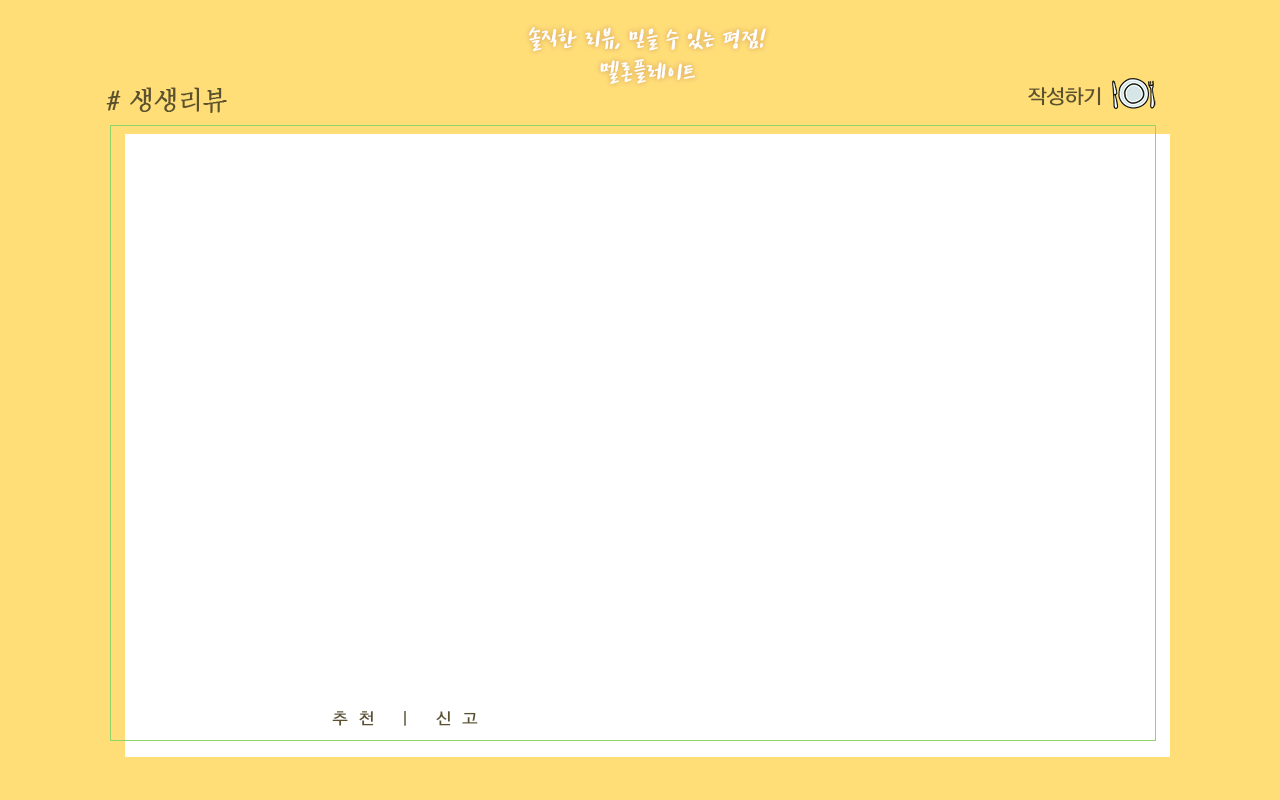 솔직한 리뷰, 믿을 수 있는 평점!
멜론플레이트
# 생생리뷰
작성하기
추 천 | 신 고